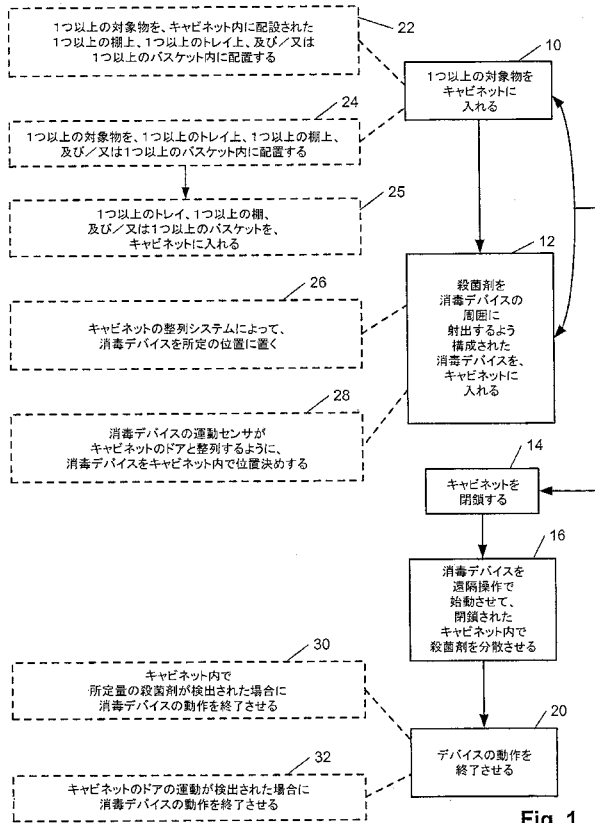 22
1つ以上の対象物を、キャビネット内に配設された
1つ以上の棚上、1つ以上のトレイ上、及び／又は
1つ以上のバスケット内に配置する
10
1つ以上の対象物を
キャビネットに
入れる
24
1つ以上の対象物を、1つ以上のトレイ上、1つ以上の棚上、
及び／又は1つ以上のバスケット内に配置する
25
1つ以上のトレイ、1つ以上の棚、
及び／又は1つ以上のバスケットを、
キャビネットに入れる
12
殺菌剤を
消毒デバイスの
周囲に
射出するよう
構成された
消毒デバイスを、
キャビネットに
入れる
26
キャビネットの整列システムによって、
消毒デバイスを所定の位置に置く
28
消毒デバイスの運動センサが
キャビネットのドアと整列するように、
消毒デバイスをキャビネット内で位置決めする
14
キャビネットを
閉鎖する
16
消毒デバイスを
遠隔操作で
始動させて、
閉鎖された
キャビネット内で
殺菌剤を分散させる
30
キャビネット内で
所定量の殺菌剤が検出された場合に
消毒デバイスの動作を終了させる
20
デバイスの動作を
終了させる
32
キャビネットのドアの運動が検出された場合に
消毒デバイスの動作を終了させる
Fig. 1